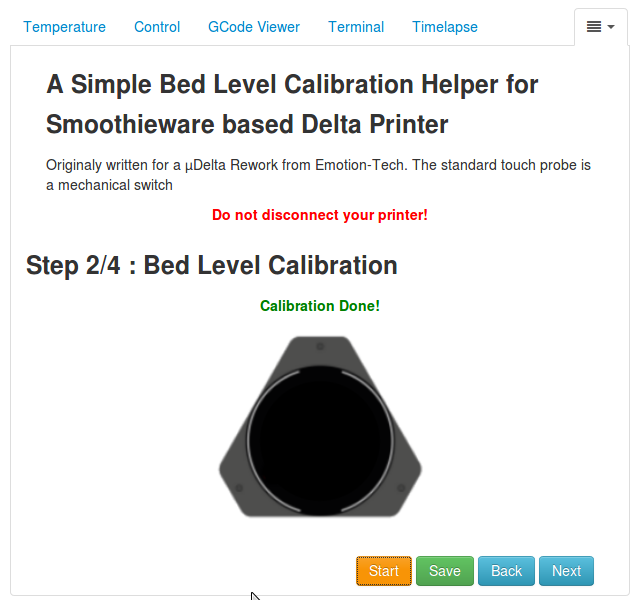 Temperature Control GCode Viewer Terminal Timelapse
A Simple Bed Level Calibration Helper for
Smoothieware based Delta Printer
Originaly written for a µDelta Rework from Emotion-Tech. The standard touch probe is
a mechanical switch
Do not disconnect your printer!
Step 2/4 : Bed Level Calibration
Calibration Done!
Start Save Back Next